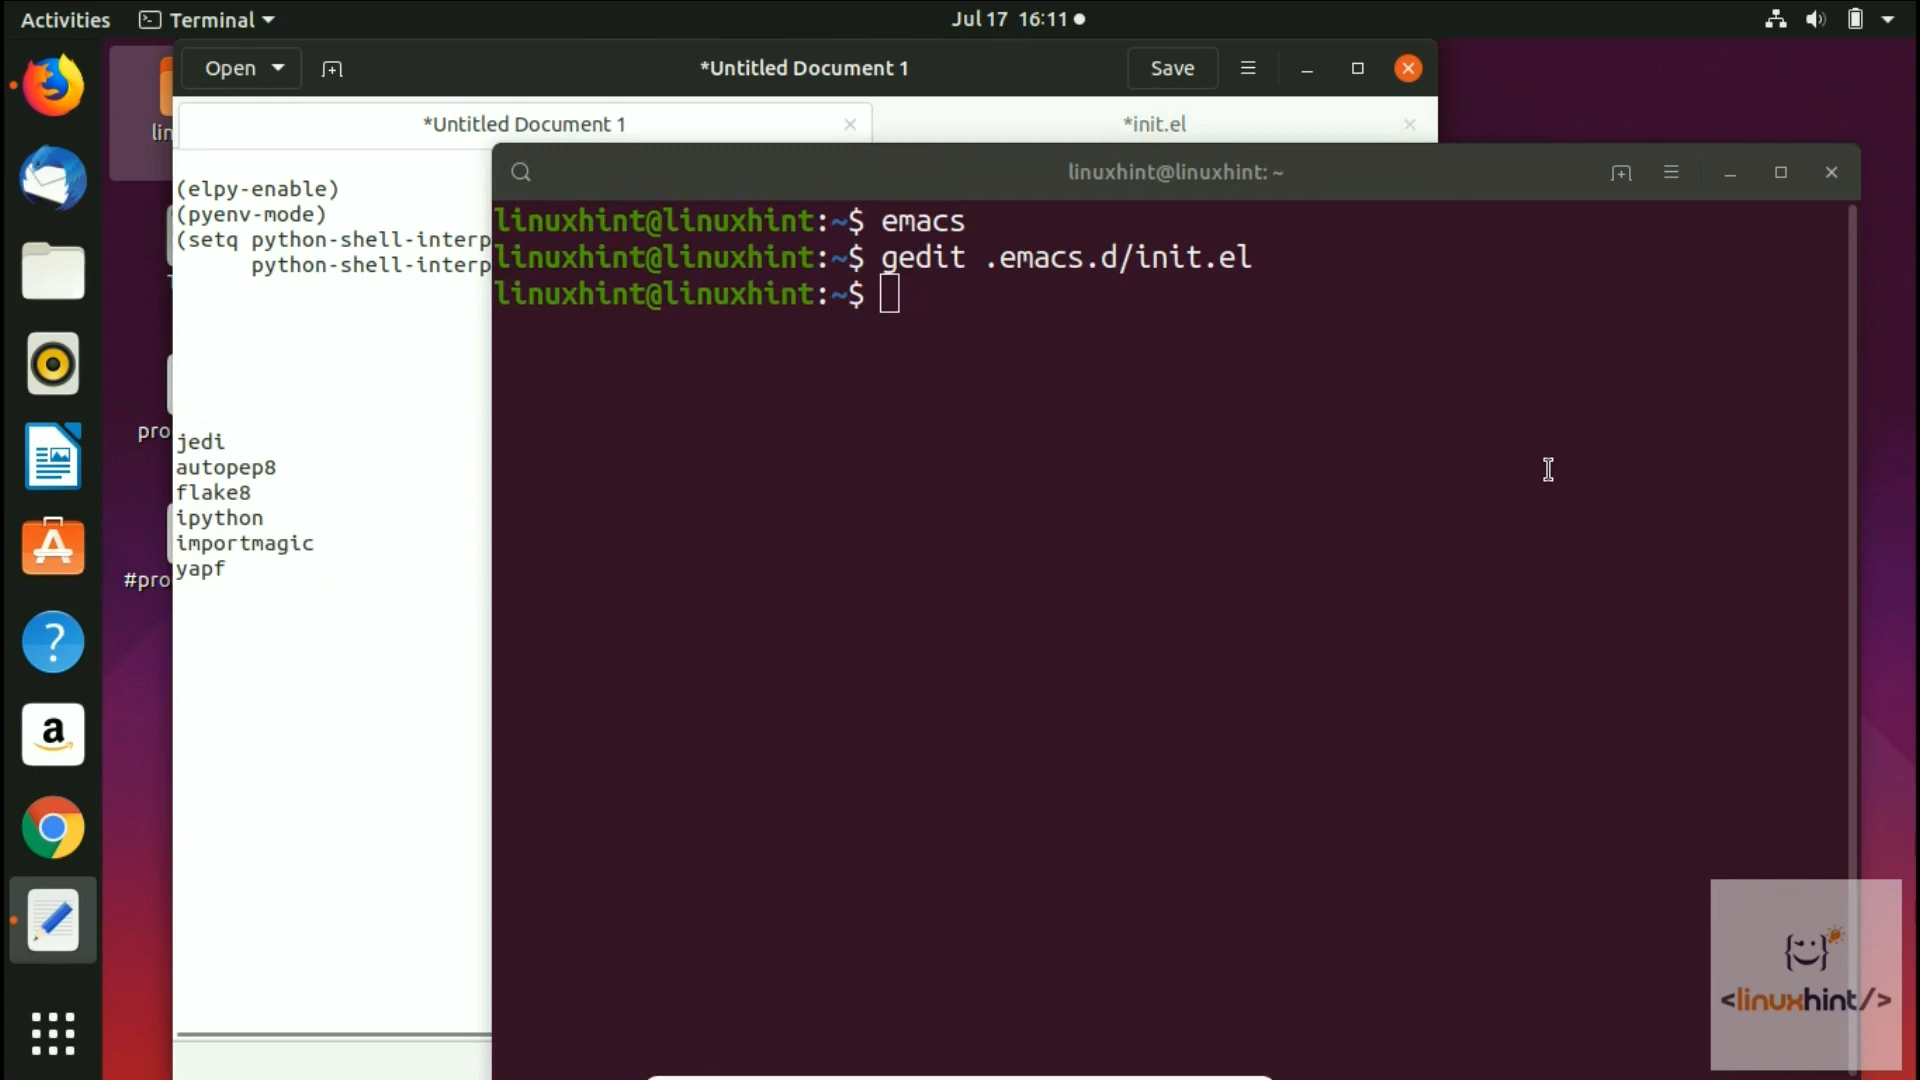 Activities
Terminal
Jul 17 16:11
Open
*Untitled Document 1
Save
*Untitled Document 1
*init.el
lin
pro
#pro
(elpy-enable)
(pyenv-mode)
(setq python-shell-interp
python-shell-interp
jedi
autopep8
flake8
ipython
importmagic
yapf
linuxhint@linuxhint: ~
linuxhint@linuxhint:~$ emacs
linuxhint@linuxhint:~$ gedit .emacs.d/init.el
linuxhint@linuxhint:~$
<linuxhint/>